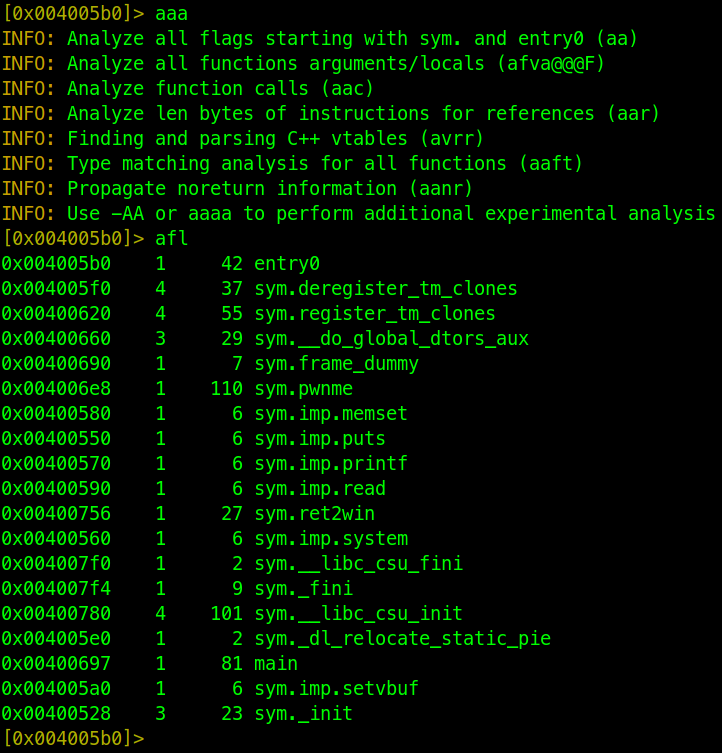 [0x004005b0]> aaa
INFO: Analyze all flags starting with sym. and entry0 (aa)
INFO: Analyze all functions arguments/locals (afva@@@F)
INFO: Analyze function calls (aac)
INFO: Analyze len bytes of instructions for references (aar)
INFO: Finding and parsing C++ vtables (avrr)
INFO: Type matching analysis for all functions (aaft)
INFO: Propagate noreturn information (aanr)
INFO: Use -AA or aaaa to perform additional experimental analysis
[0x004005b0]> afl
0x004005b0    1     42 entry0
0x004005f0    4     37 sym.deregister_tm_clones
0x00400620    4     55 sym.register_tm_clones
0x00400660    3     29 sym.__do_global_dtors_aux
0x00400690    1      7 sym.frame_dummy
0x004006e8    1    110 sym.pwnme
0x00400580    1      6 sym.imp.memset
0x00400550    1      6 sym.imp.puts
0x00400570    1      6 sym.imp.printf
0x00400590    1      6 sym.imp.read
0x00400756    1     27 sym.ret2win
0x00400560    1      6 sym.imp.system
0x004007f0    1      2 sym.__libc_csu_fini
0x004007f4    1      9 sym._fini
0x00400780    4    101 sym.__libc_csu_init
0x004005e0    1      2 sym._dl_relocate_static_pie
0x00400697    1     81 main
0x004005a0    1      6 sym.imp.setvbuf
0x00400528    3     23 sym._init
[0x004005b0]>